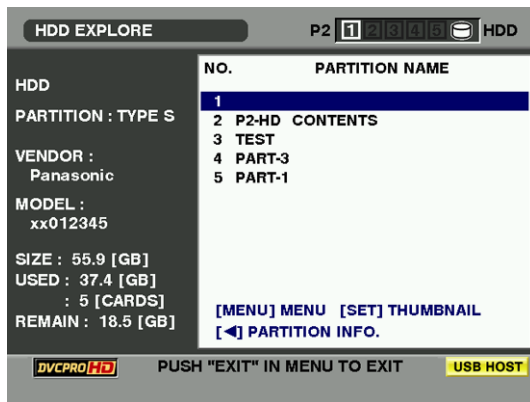 HDD EXPLORE
P2 1 2 3 4 5 HDD
HDD
PARTITION : TYPE S
VENDOR :
Panasonic
MODEL :
xx012345
SIZE : 55.9 [GB]
USED : 37.4 [GB]
: 5 [CARDS]
REMAIN : 18.5 [GB]
NO. PARTITION NAME
1
2 P2-HD CONTENTS
3 TEST
4 PART-3
5 PART-1
[MENU] MENU [SET] THUMBNAIL
[◀] PARTITION INFO.
DVCPRO HD PUSH "EXIT" IN MENU TO EXIT USB HOST